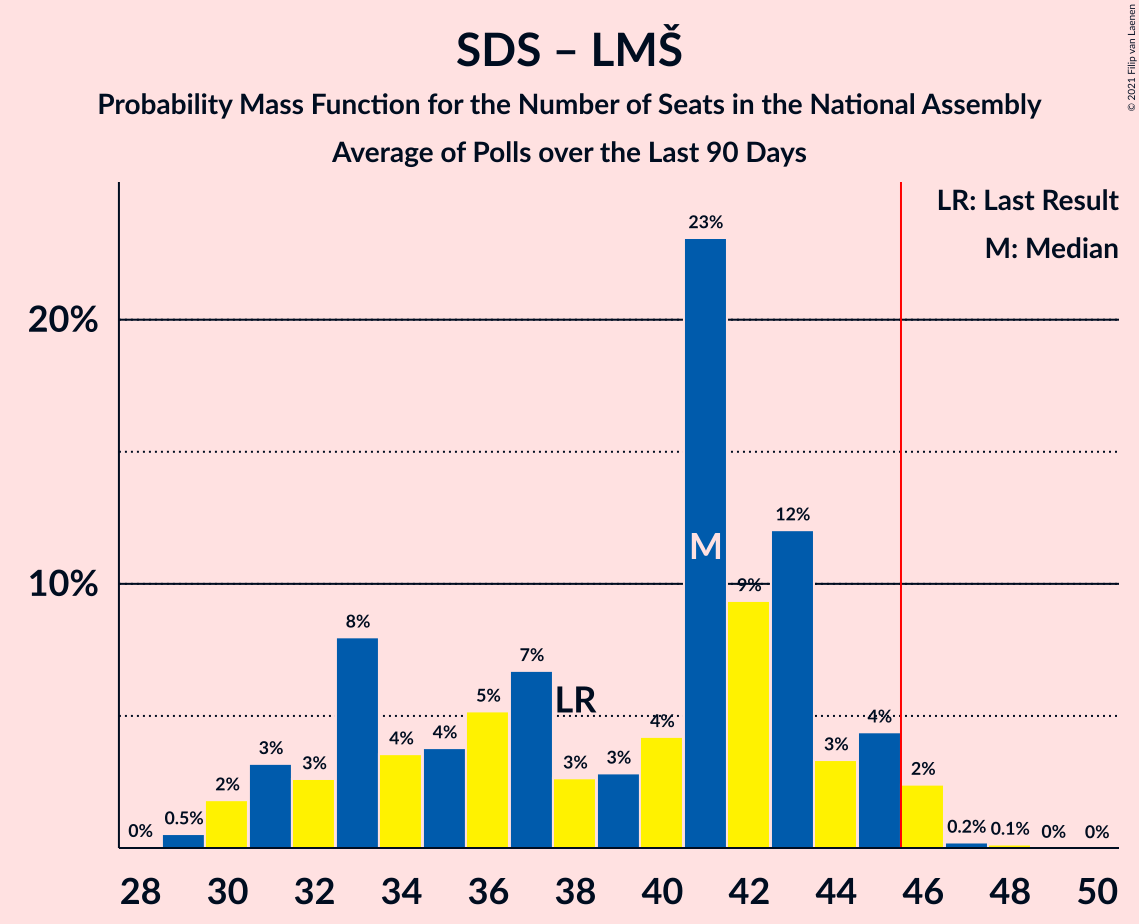 SDS – LMŠ
Probability Mass Function for the Number of Seats in the National Assembly
Average of Polls over the Last 90 Days
© 2021 Filip van Laenen
LR: Last Result
M: Median
20%
10%
0%
0.5%
2%
3%
3%
8%
4%
4%
5%
7%
LR
3%
3%
4%
23%
M
9%
12%
3%
4%
2%
0.2%
0.1%
0%
0%
28 30 32 34 36 38 40 42 44 46 48 50